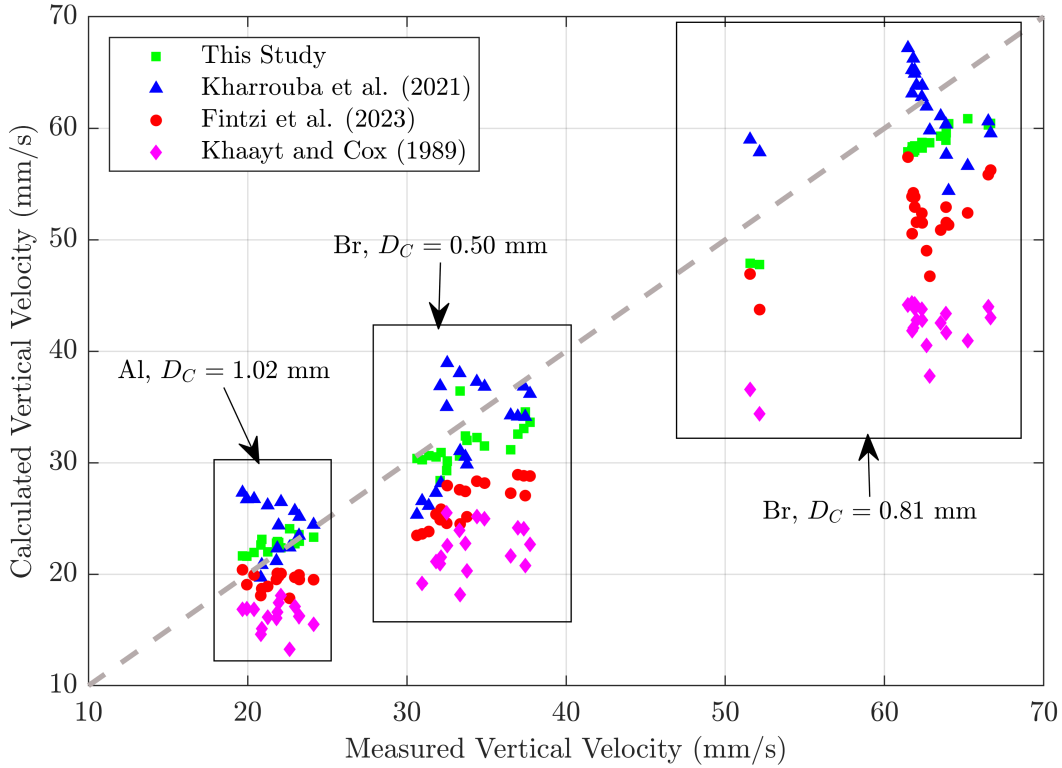 70
60
50
40
30
20
10
Calculated Vertical Velocity (mm/s)
This Study
Kharrouba et al. (2021)
Fintzi et al. (2023)
Khaayt and Cox (1989)
Br, D_C = 0.50 mm
Al, D_C = 1.02 mm
Br, D_C = 0.81 mm
10 20 30 40 50 60 70
Measured Vertical Velocity (mm/s)